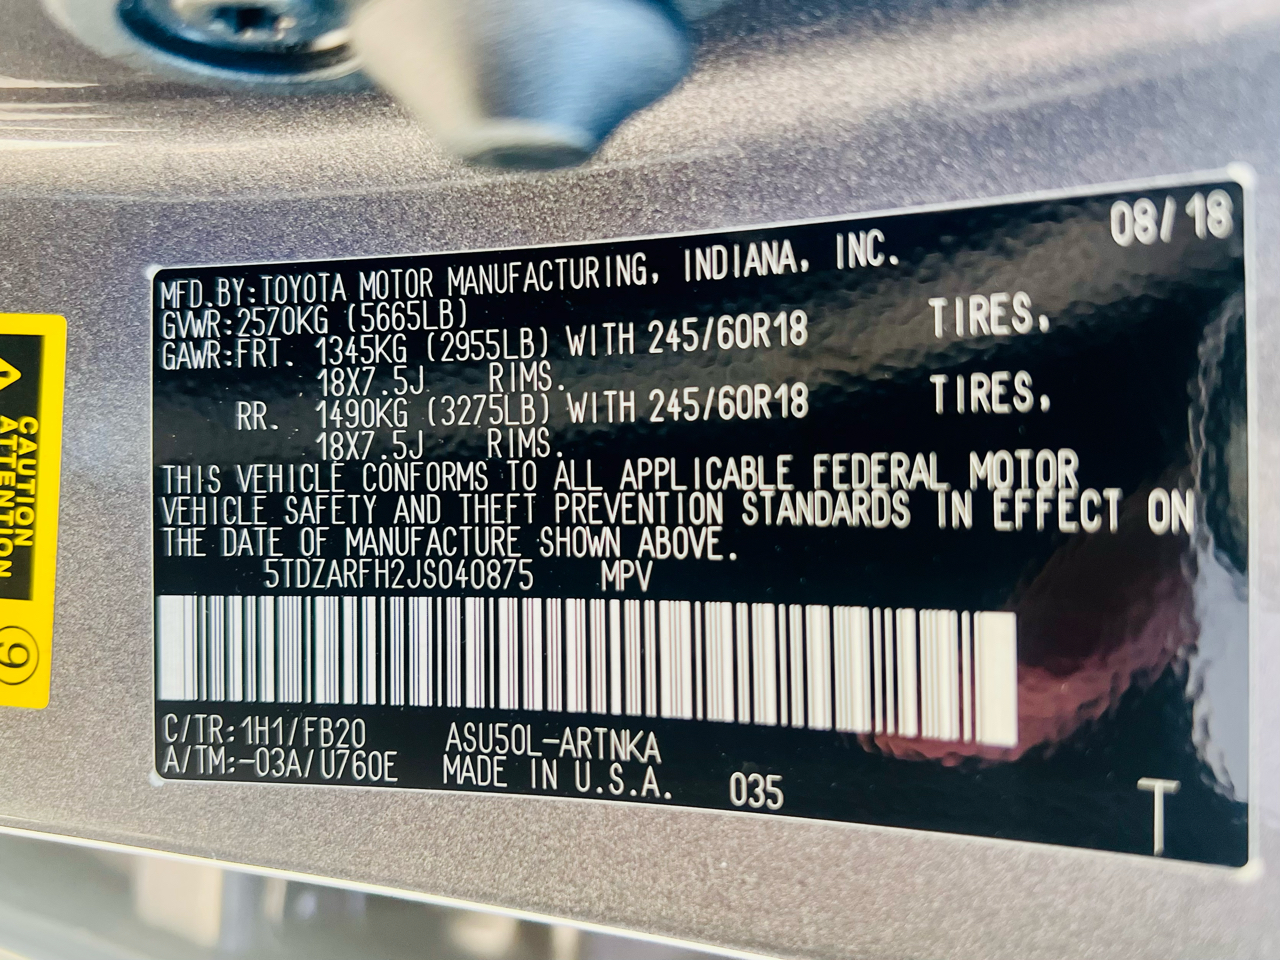 08/18
MFD.BY:TOYOTA MOTOR MANUFACTURING, INDIANA, INC.
GVWR:2570KG (5665LB)
GAWR:FRT. 1345KG (2955LB) WITH 245/60R18 TIRES.
18X7.5J RIMS.
RR. 1490KG (3275LB) WITH 245/60R18 TIRES.
18X7.5J RIMS.
THIS VEHICLE CONFORMS TO ALL APPLICABLE FEDERAL MOTOR
VEHICLE SAFETY AND THEFT PREVENTION STANDARDS IN EFFECT ON
THE DATE OF MANUFACTURE SHOWN ABOVE.
5TDZARFH2JS040875 MPV
C/TR:1H1/FB20 ASU50L-ARTNKA
A/TM:-03A/U760E MADE IN U.S.A. 035
T
CAUTION
ATTENTION
9